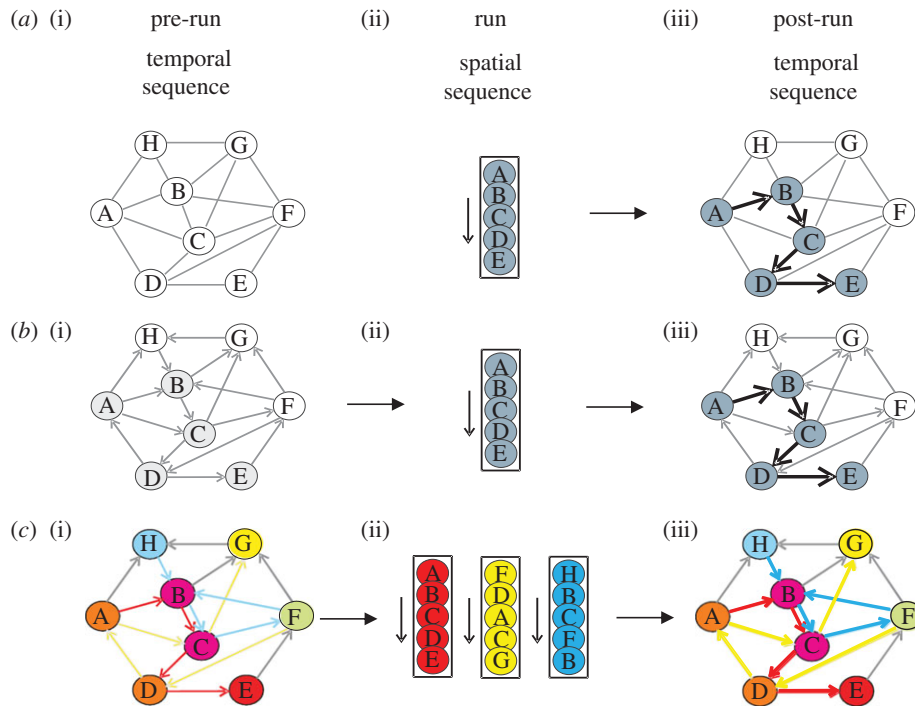 (a) (i) pre-run (ii) run (iii) post-run
temporal sequence spatial sequence temporal sequence
H G B A F C D E
A B C D E
H G B A F C D E
(b) (i) (ii) (iii)
H G B A F C D E
A B C D E
H G B A F C D E
(c) (i) (ii) (iii)
H G B A F C D E
A B C D E
F D A C G
H B C F B
H G B A F C D E